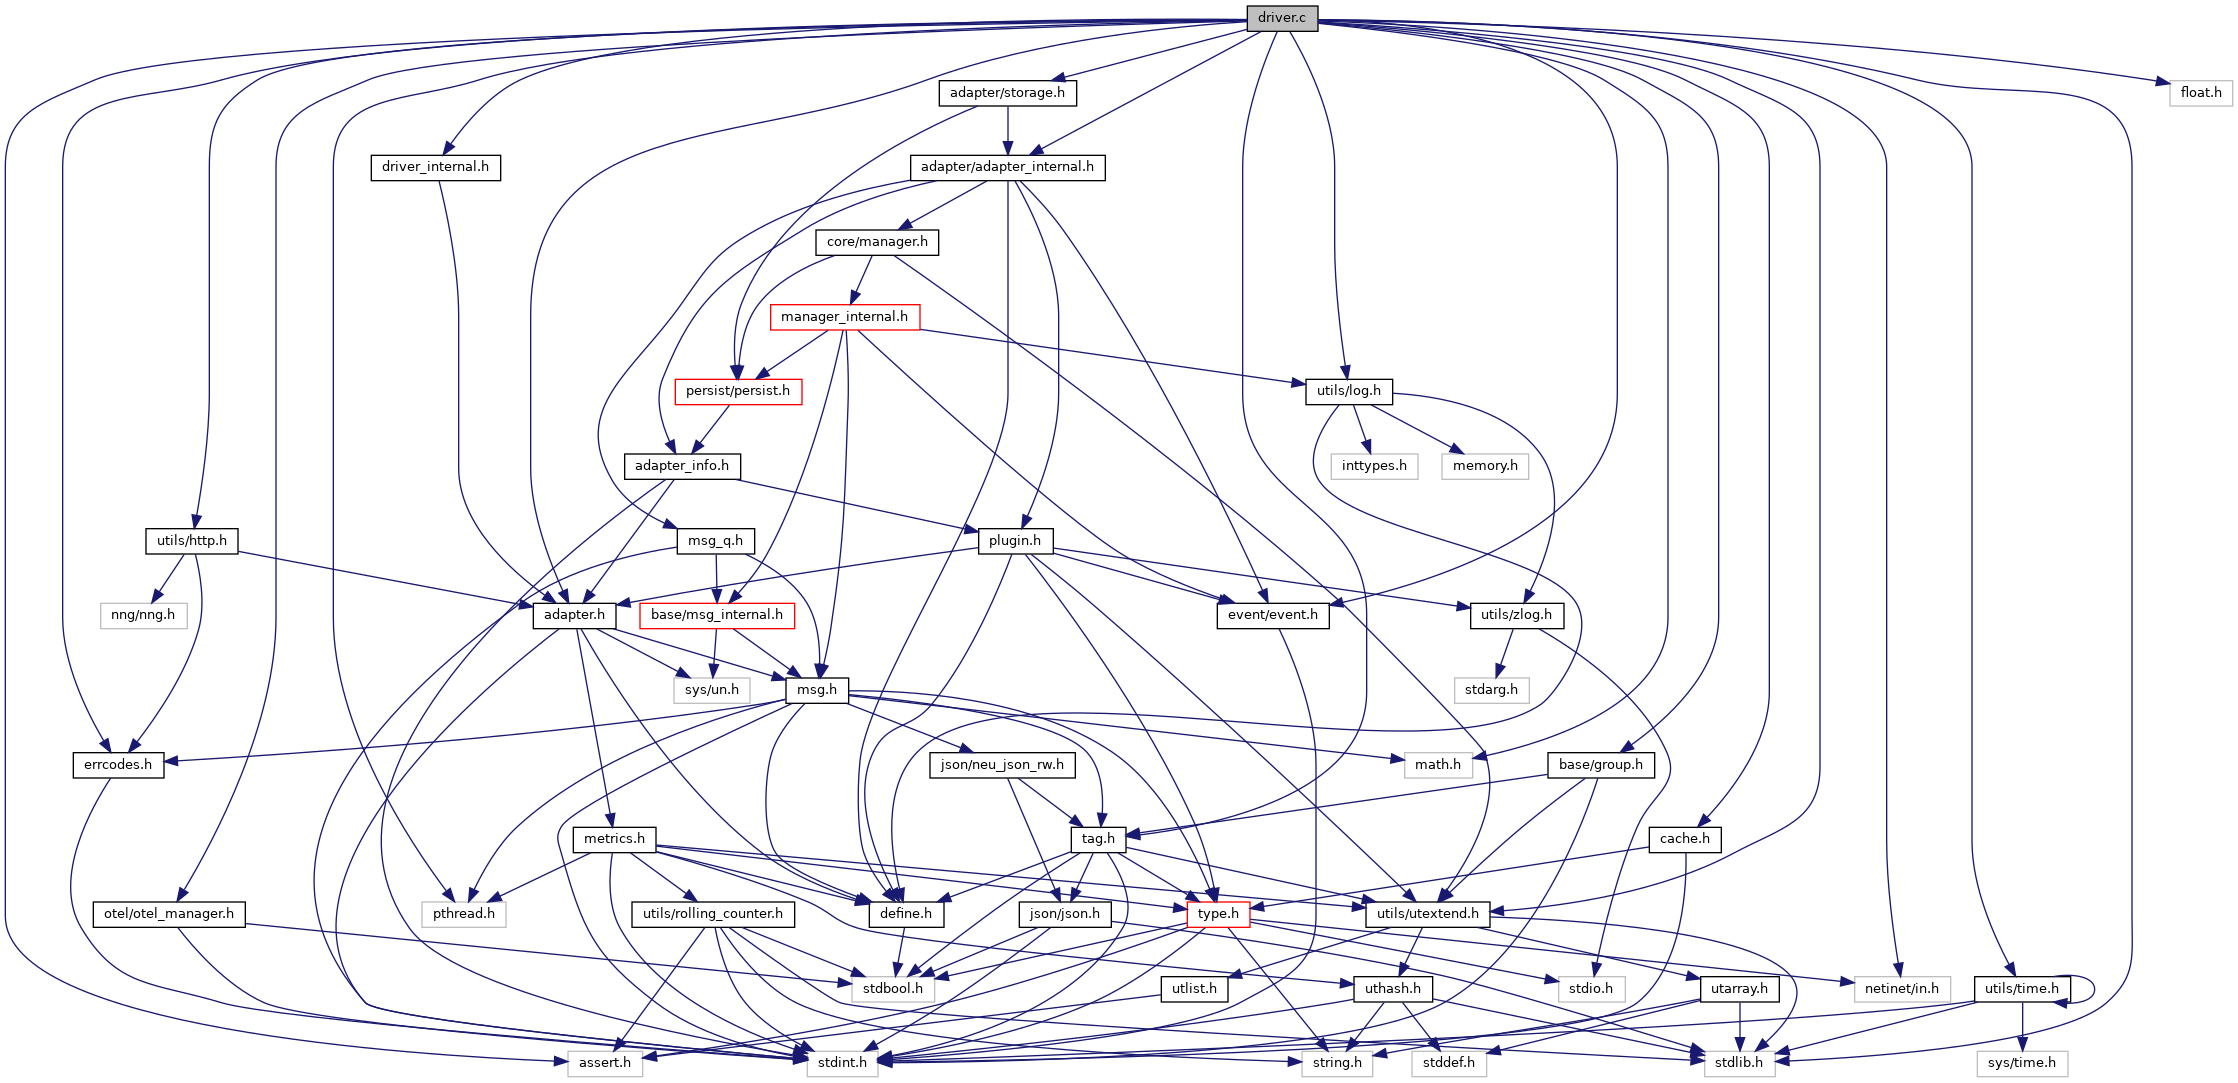 driver.c
adapter/storage.h
float.h
driver_internal.h
adapter/adapter_internal.h
core/manager.h
manager_internal.h
persist/persist.h
utils/log.h
adapter_info.h
inttypes.h
memory.h
utils/http.h
msg_q.h
plugin.h
nng/nng.h
adapter.h
base/msg_internal.h
event/event.h
utils/zlog.h
sys/un.h
msg.h
stdarg.h
errcodes.h
json/neu_json_rw.h
math.h
base/group.h
metrics.h
tag.h
cache.h
otel/otel_manager.h
pthread.h
utils/rolling_counter.h
define.h
json/json.h
type.h
utils/utextend.h
stdbool.h
utlist.h
uthash.h
stdio.h
utarray.h
netinet/in.h
utils/time.h
assert.h
stdint.h
string.h
stddef.h
stdlib.h
sys/time.h